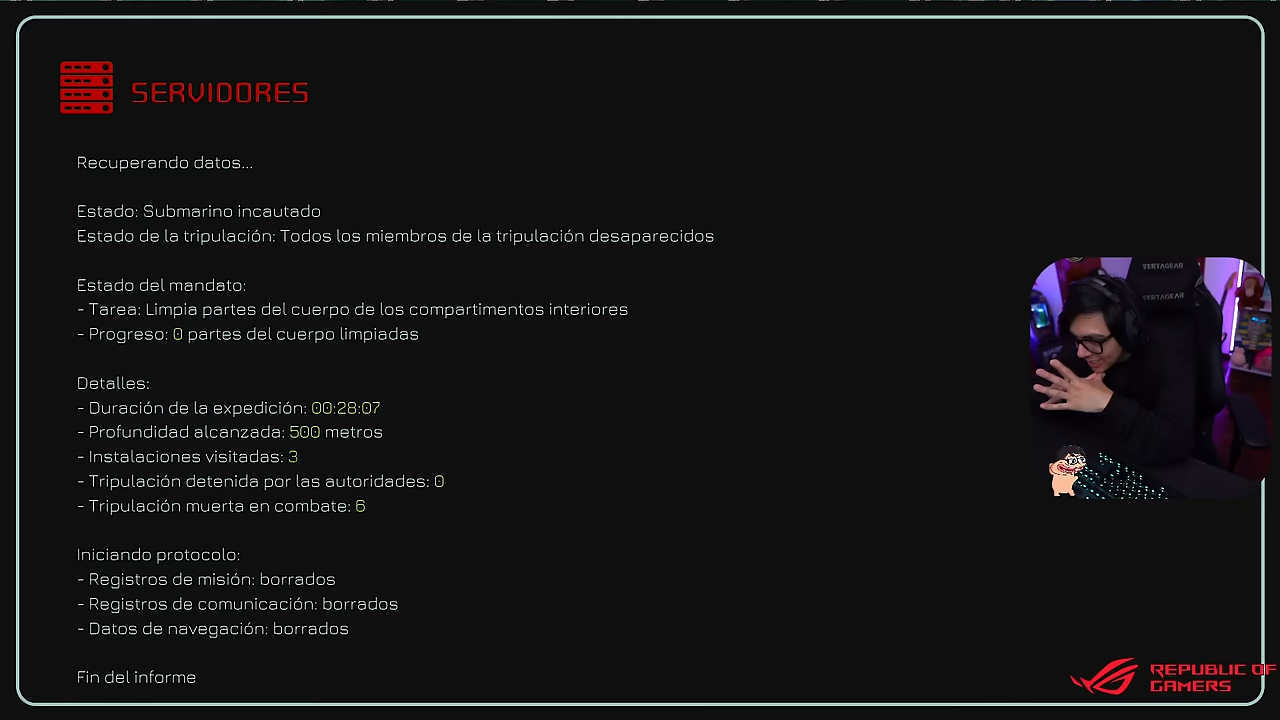 SERVIDORES
Recuperando datos...
Estado: Submarino incautado
Estado de la tripulación: Todos los miembros de la tripulación desaparecidos
Estado del mandato:
- Tarea: Limpia partes del cuerpo de los compartimentos interiores
- Progreso: 0 partes del cuerpo limpiadas
Detalles:
- Duración de la expedición: 00:28:07
- Profundidad alcanzada: 500 metros
- Instalaciones visitadas: 3
- Tripulación detenida por las autoridades: 0
- Tripulación muerta en combate: 6
Iniciando protocolo:
- Registros de misión: borrados
- Registros de comunicación: borrados
- Datos de navegación: borrados
Fin del informe
VERTAGEAR
VERTAGEAR
REPUBLIC OF
GAMERS